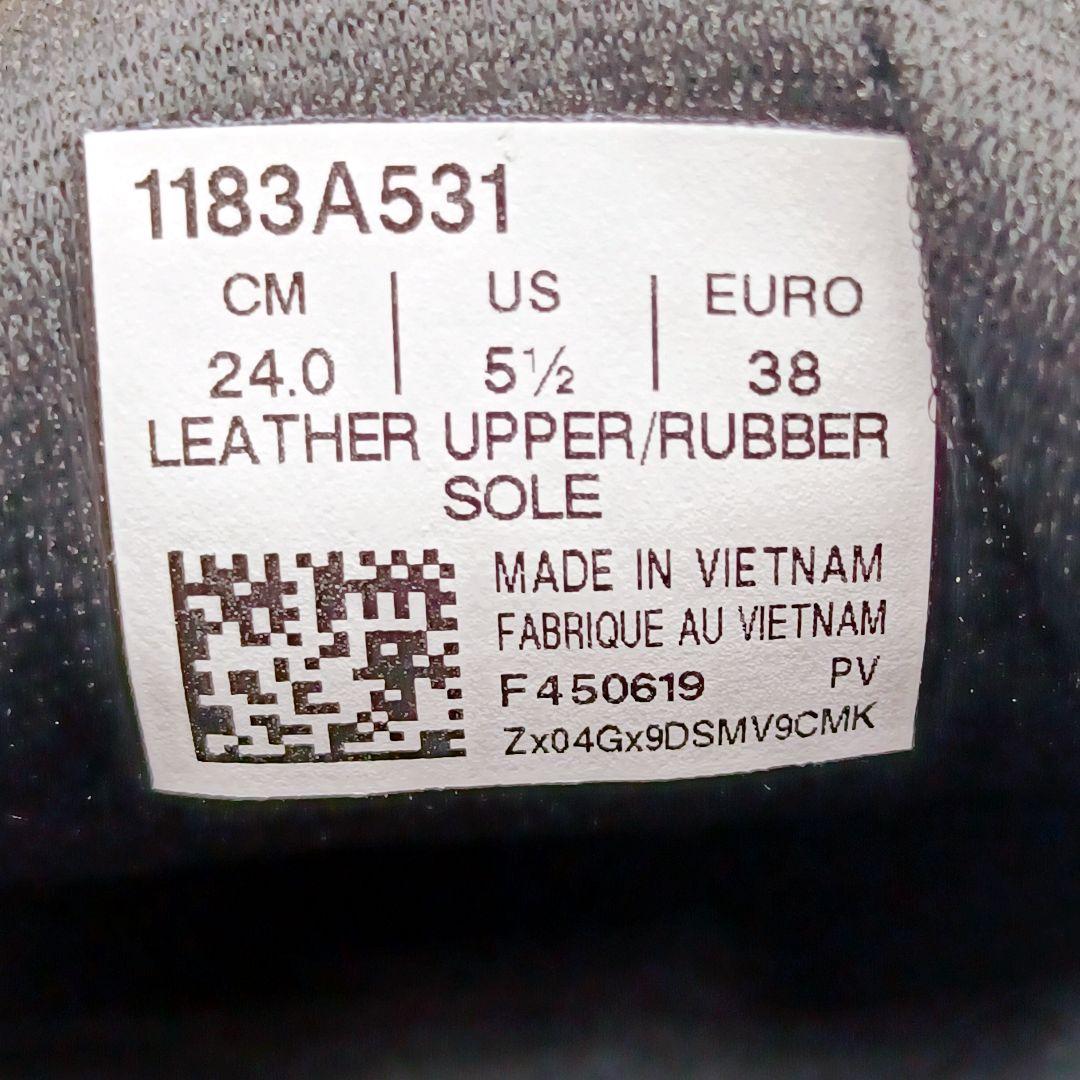 1183A531
CM | US | EURO
24.0 | 5½ | 38
LEATHER UPPER/RUBBER
SOLE
MADE IN VIETNAM
FABRIQUE AU VIETNAM
F450619 PV
Zx04Gx9DSMV9CMK